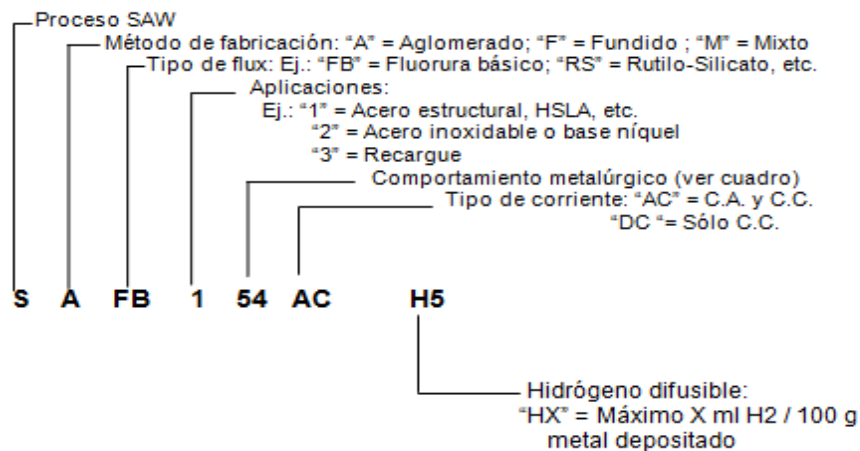 Proceso SAW
Método de fabricación: “A” = Aglomerado; “F” = Fundido ; “M” = Mixto
Tipo de flux: Ej.: “FB” = Fluorura básico; “RS” = Rutilo-Silicato, etc.
Aplicaciones:
Ej.: “1” = Acero estructural, HSLA, etc.
“2” = Acero inoxidable o base níquel
“3” = Recargue
Comportamiento metalúrgico (ver cuadro)
Tipo de corriente: “AC” = C.A. y C.C.
“DC “= Sólo C.C.
S A FB 1 54 AC H5
Hidrógeno difusible:
“HX” = Máximo X ml H2 / 100 g
metal depositado